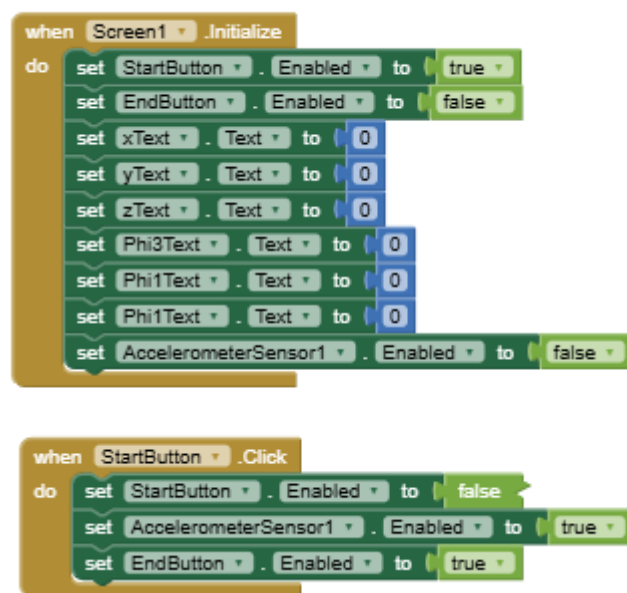 when Screen1 .Initialize
do set StartButton . Enabled to true
set EndButton . Enabled to false
set xText . Text to 0
set yText . Text to 0
set zText . Text to 0
set Phi3Text . Text to 0
set Phi1Text . Text to 0
set Phi1Text . Text to 0
set AccelerometerSensor1 . Enabled to false
when StartButton .Click
do set StartButton . Enabled to false
set AccelerometerSensor1 . Enabled to true
set EndButton . Enabled to true